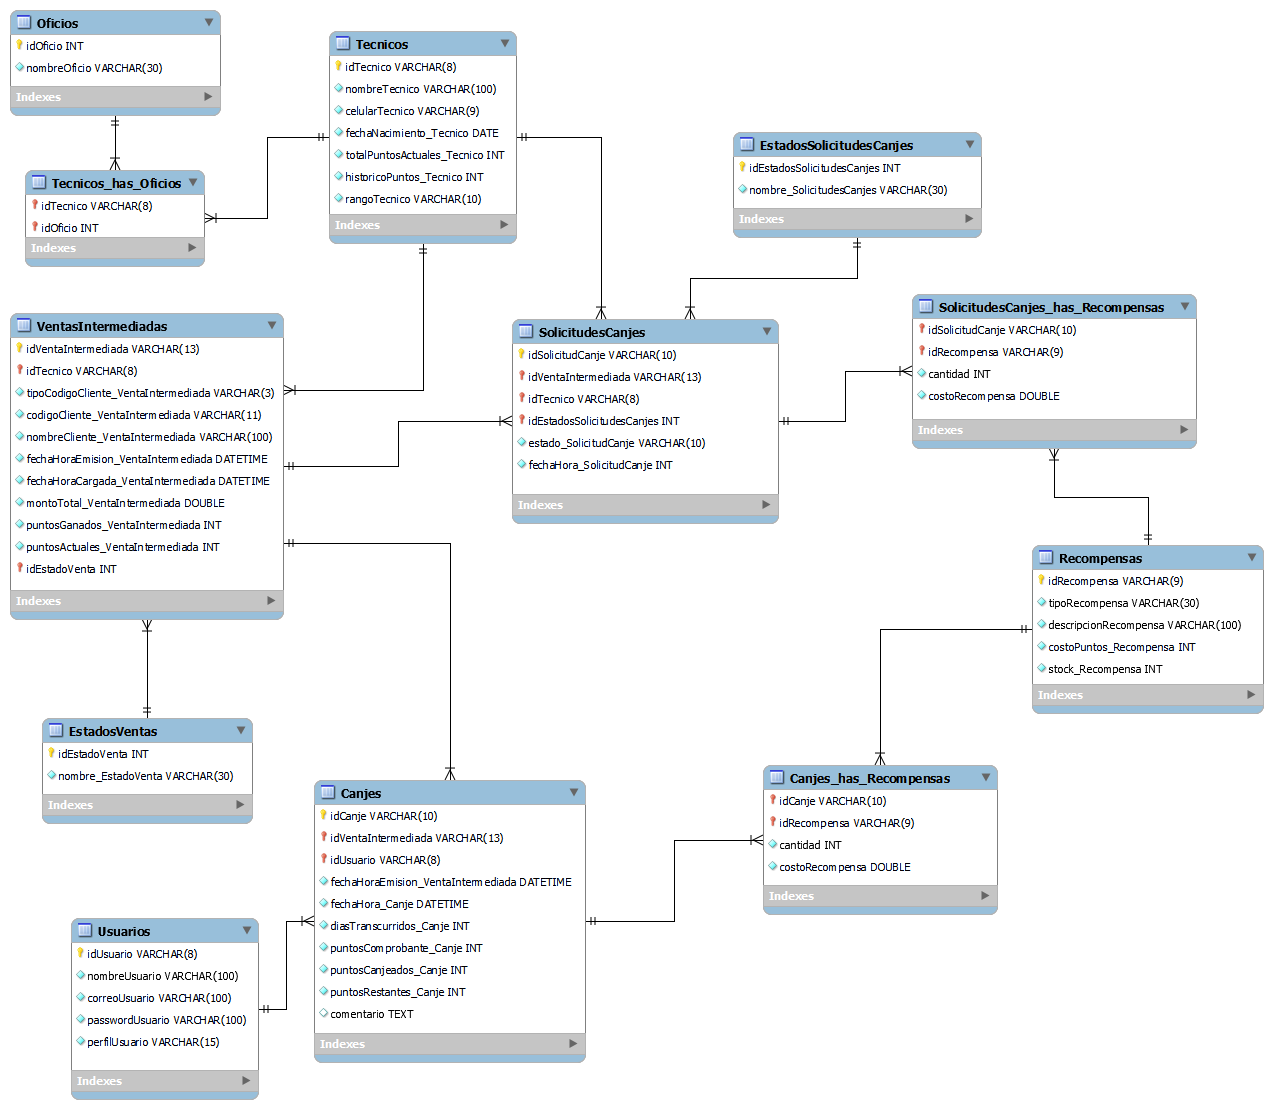 Oficios
idOficio INT
nombreOficio VARCHAR(30)
Indexes
Tecnicos
idTecnico VARCHAR(8)
nombreTecnico VARCHAR(100)
celularTecnico VARCHAR(9)
fechaNacimiento_Tecnico DATE
totalPuntosActuales_Tecnico INT
historicoPuntos_Tecnico INT
rangoTecnico VARCHAR(10)
Indexes
EstadosSolicitudesCanjes
idEstadosSolicitudesCanjes INT
nombre_SolicitudesCanjes VARCHAR(30)
Indexes
Tecnicos_has_Oficios
idTecnico VARCHAR(8)
idOficio INT
Indexes
VentasIntermediadas
idVentaIntermediada VARCHAR(13)
idTecnico VARCHAR(8)
tipoCodigoCliente_VentaIntermediada VARCHAR(3)
codigoCliente_VentaIntermediada VARCHAR(11)
nombreCliente_VentaIntermediada VARCHAR(100)
fechaHoraEmision_VentaIntermediada DATETIME
fechaHoraCargada_VentaIntermediada DATETIME
montoTotal_VentaIntermediada DOUBLE
puntosGanados_VentaIntermediada INT
puntosActuales_VentaIntermediada INT
idEstadoVenta INT
Indexes
SolicitudesCanjes
idSolicitudCanje VARCHAR(10)
idVentaIntermediada VARCHAR(13)
idTecnico VARCHAR(8)
idEstadosSolicitudesCanjes INT
estado_SolicitudCanje VARCHAR(10)
fechaHora_SolicitudCanje INT
Indexes
SolicitudesCanjes_has_Recompensas
idSolicitudCanje VARCHAR(10)
idRecompensa VARCHAR(9)
cantidad INT
costoRecompensa DOUBLE
Indexes
Recompensas
idRecompensa VARCHAR(9)
tipoRecompensa VARCHAR(30)
descripcionRecompensa VARCHAR(100)
costoPuntos_Recompensa INT
stock_Recompensa INT
Indexes
EstadosVentas
idEstadoVenta INT
nombre_EstadoVenta VARCHAR(30)
Indexes
Canjes
idCanje VARCHAR(10)
idVentaIntermediada VARCHAR(13)
idUsuario VARCHAR(8)
fechaHoraEmision_VentaIntermediada DATETIME
fechaHora_Canje DATETIME
diasTranscurridos_Canje INT
puntosComprobante_Canje INT
puntosCanjeados_Canje INT
puntosRestantes_Canje INT
comentario TEXT
Indexes
Canjes_has_Recompensas
idCanje VARCHAR(10)
idRecompensa VARCHAR(9)
cantidad INT
costoRecompensa DOUBLE
Indexes
Usuarios
idUsuario VARCHAR(8)
nombreUsuario VARCHAR(100)
correoUsuario VARCHAR(100)
passwordUsuario VARCHAR(100)
perfilUsuario VARCHAR(15)
Indexes